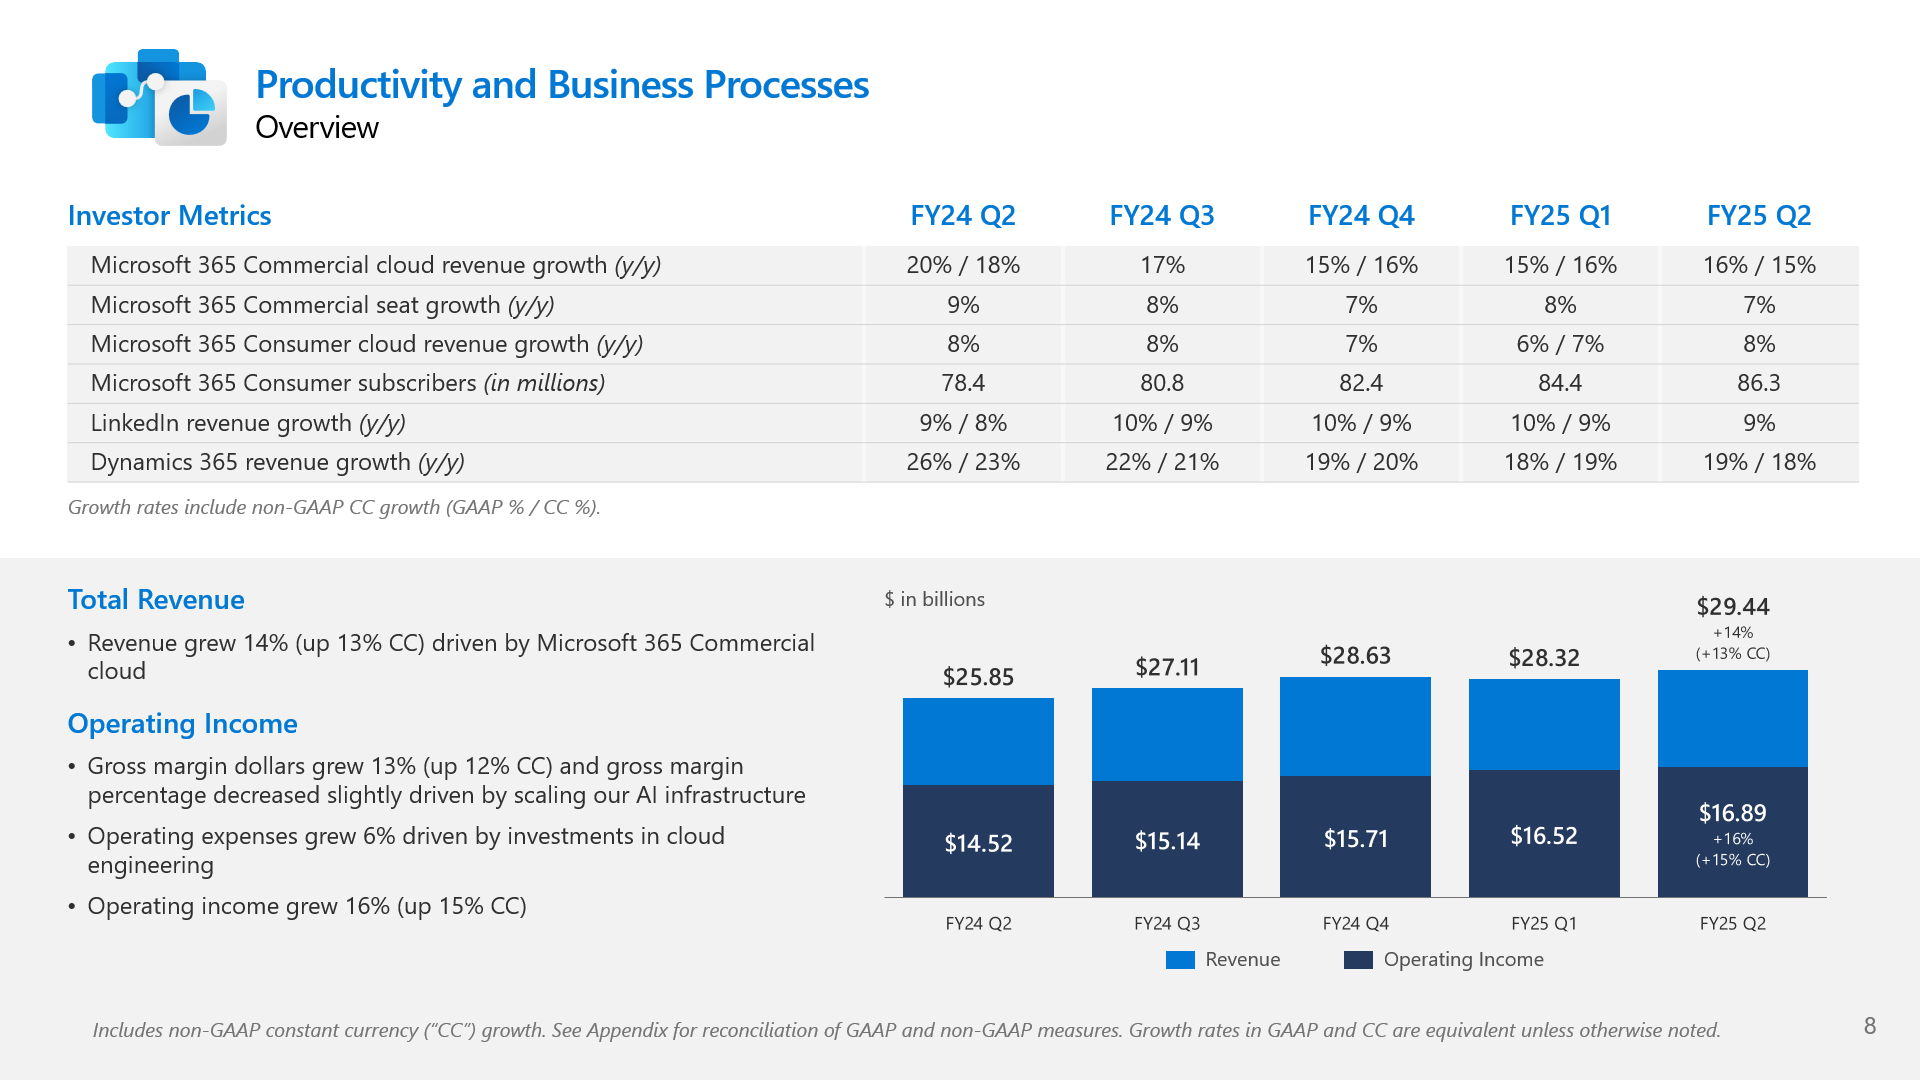 Productivity and Business Processes
Overview
Investor Metrics FY24 Q2 FY24 Q3 FY24 Q4 FY25 Q1 FY25 Q2
Microsoft 365 Commercial cloud revenue growth (y/y) 20% / 18% 17% 15% / 16% 15% / 16% 16% / 15%
Microsoft 365 Commercial seat growth (y/y) 9% 8% 7% 8% 7%
Microsoft 365 Consumer cloud revenue growth (y/y) 8% 8% 7% 6% / 7% 8%
Microsoft 365 Consumer subscribers (in millions) 78.4 80.8 82.4 84.4 86.3
LinkedIn revenue growth (y/y) 9% / 8% 10% / 9% 10% / 9% 10% / 9% 9%
Dynamics 365 revenue growth (y/y) 26% / 23% 22% / 21% 19% / 20% 18% / 19% 19% / 18%
Growth rates include non-GAAP CC growth (GAAP % / CC %).
Total Revenue
• Revenue grew 14% (up 13% CC) driven by Microsoft 365 Commercial
cloud
Operating Income
• Gross margin dollars grew 13% (up 12% CC) and gross margin
percentage decreased slightly driven by scaling our AI infrastructure
• Operating expenses grew 6% driven by investments in cloud
engineering
• Operating income grew 16% (up 15% CC)
$ in billions
$25.85 $27.11 $28.63 $28.32 $29.44
+14%
(+13% CC)
$14.52 $15.14 $15.71 $16.52 $16.89
+16%
(+15% CC)
FY24 Q2 FY24 Q3 FY24 Q4 FY25 Q1 FY25 Q2
Revenue Operating Income
Includes non-GAAP constant currency (“CC”) growth. See Appendix for reconciliation of GAAP and non-GAAP measures. Growth rates in GAAP and CC are equivalent unless otherwise noted.
8